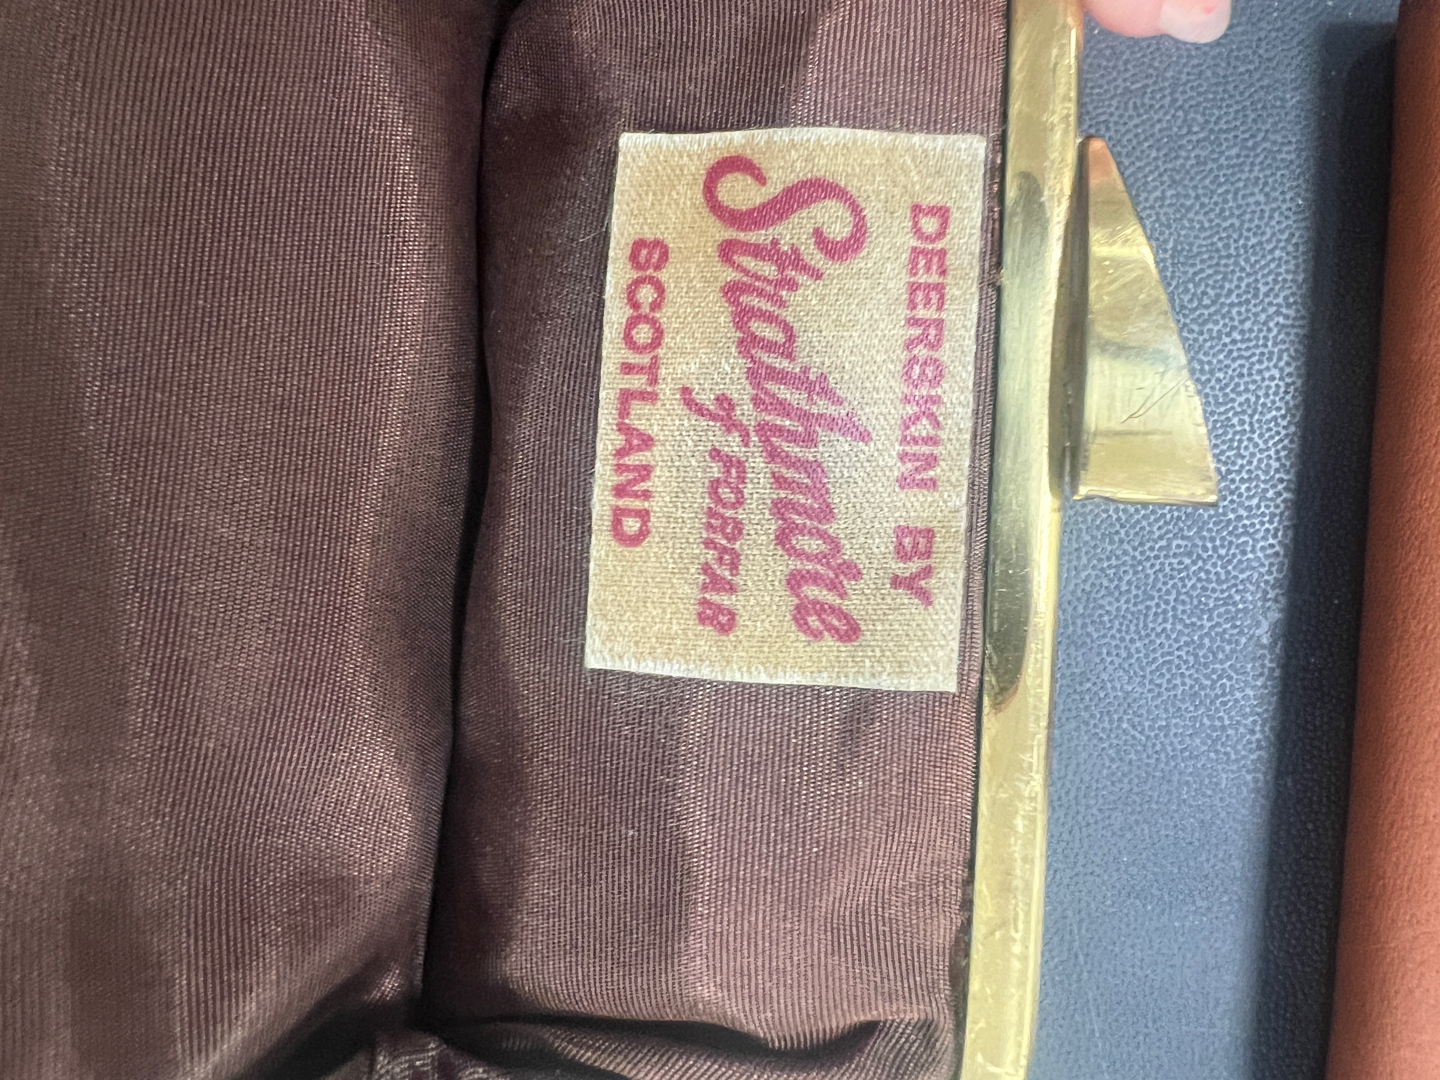 DEERSKIN BY
Strathmore
of FORFAR
SCOTLAND